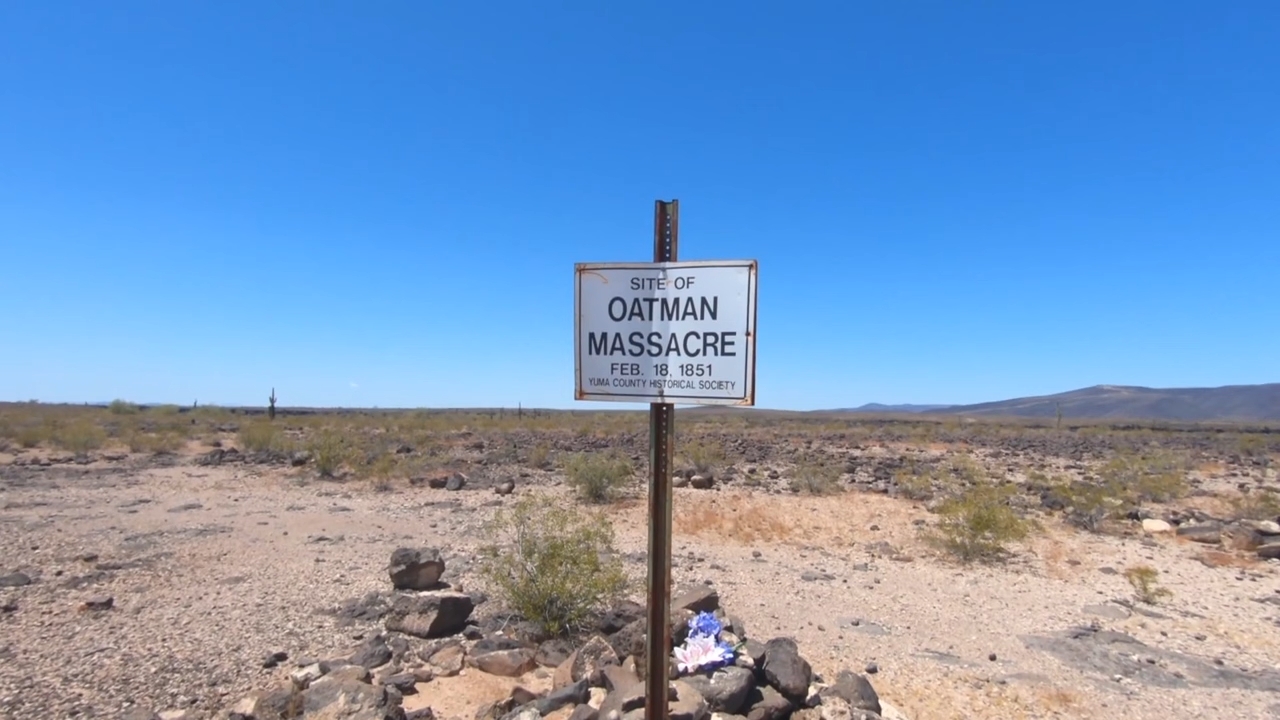 SITE OF
OATMAN
MASSACRE
FEB. 18, 1851
YUMA COUNTY HISTORICAL SOCIETY